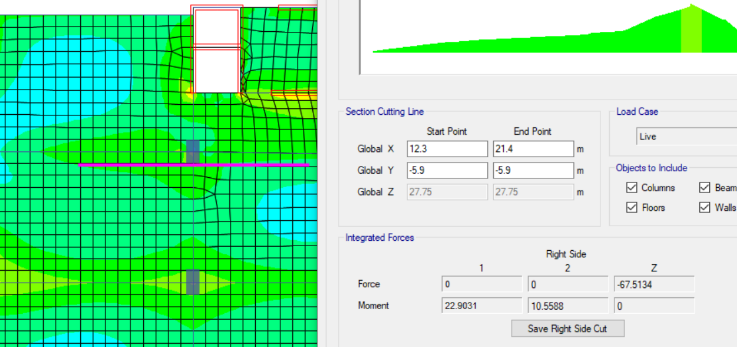 Section Cutting Line
Start Point End Point
Global X 12.3 21.4 m
Global Y -5.9 -5.9 m
Global Z 27.75 27.75 m
Load Case
Live
Objects to Include
Columns Beam
Floors Walls
Integrated Forces
Right Side
1 2 Z
Force 0 0 -67.5134
Moment 22.9031 10.5588 0
Save Right Side Cut